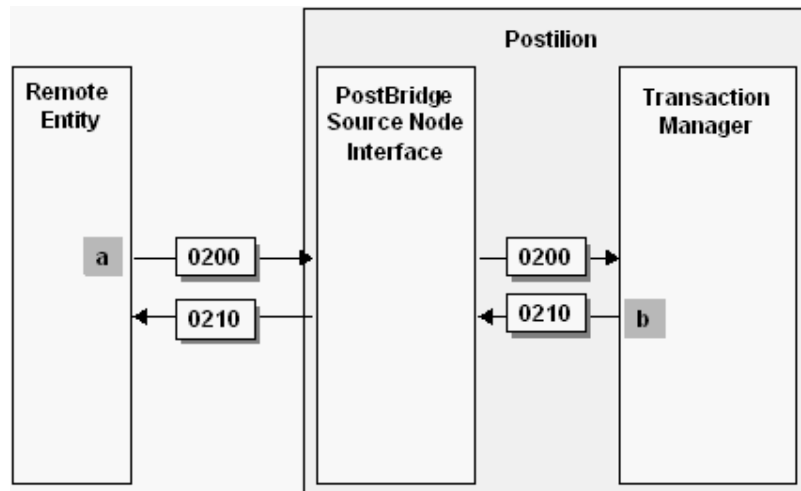 Postilion
Remote
Entity
PostBridge
Source Node
Interface
Transaction
Manager
a
0200
0200
0210
0210
b